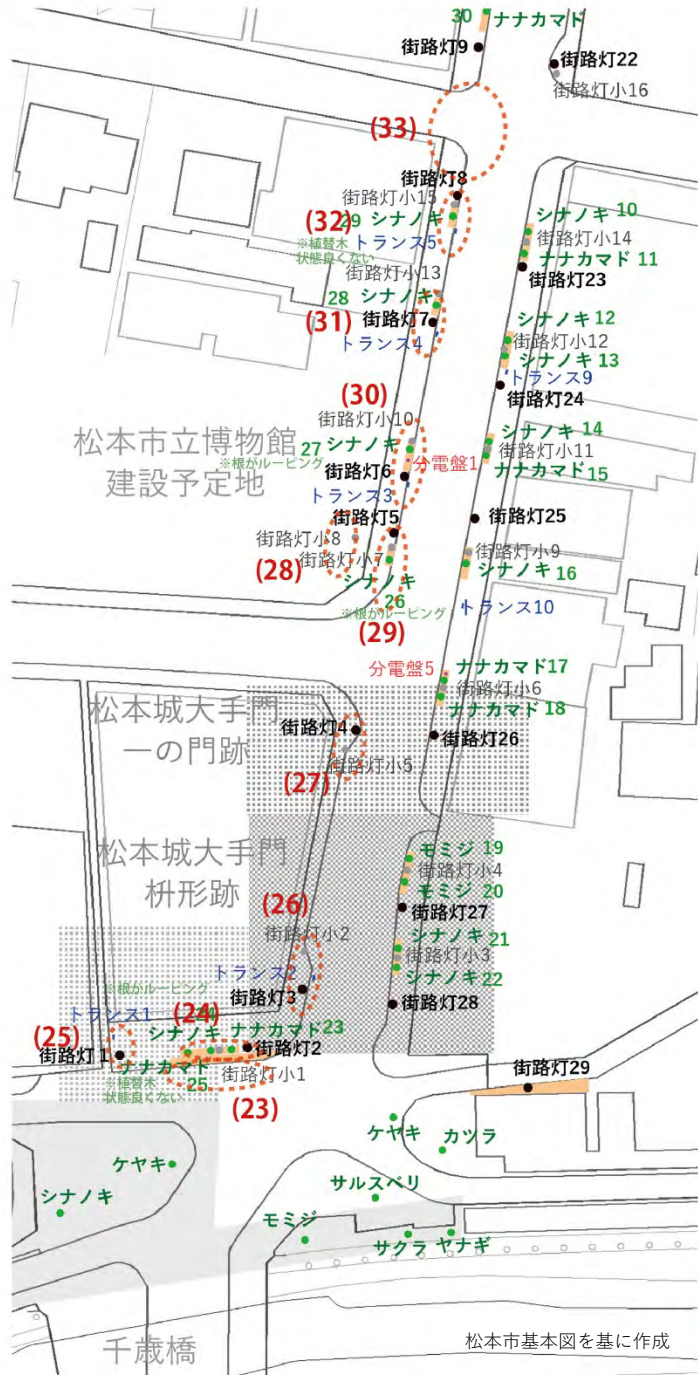 30 ナナカマド
街路灯9
街路灯22
街路灯小16
(33)
街路灯8
街路灯小15
(32)
29 シナノキ
※植替木
状態良くない
トランス5
シナノキ 10
街路灯小14
ナナカマド 11
街路灯23
街路灯小13
28 シナノキ
(31)
街路灯7
トランス4
シナノキ 12
街路灯小12
シナノキ 13
トランス9
街路灯24
(30)
街路灯小10
27 シナノキ
※根がルーピング
分電盤1
街路灯6
トランス3
シナノキ 14
街路灯小11
ナナカマド 15
松本市立博物館
建設予定地
街路灯5
街路灯25
街路灯小8
街路灯小7
(28)
シナノキ
26
※根がルーピング
(29)
街路灯小9
シナノキ 16
トランス10
分電盤5
ナナカマド17
街路灯小6
ナナカマド 18
松本城大手門
一の門跡
街路灯4
街路灯26
街路灯小5
(27)
松本城大手門
枡形跡
モミジ 19
街路灯小4
モミジ 20
街路灯27
(26)
街路灯小2
シナノキ 21
街路灯小3
シナノキ 22
トランス2
街路灯3
街路灯28
※根がルーピング
トランス1
(24)
シナノキ
ナナカマド23
(25)
街路灯1
街路灯2
ナナカマド
25
街路灯小1
※植替木
状態良くない
(23)
街路灯29
ケヤキ
カツラ
ケヤキ
シナノキ
サルスベリ
モミジ
サクラ
ヤナギ
千歳橋
松本市基本図を基に作成